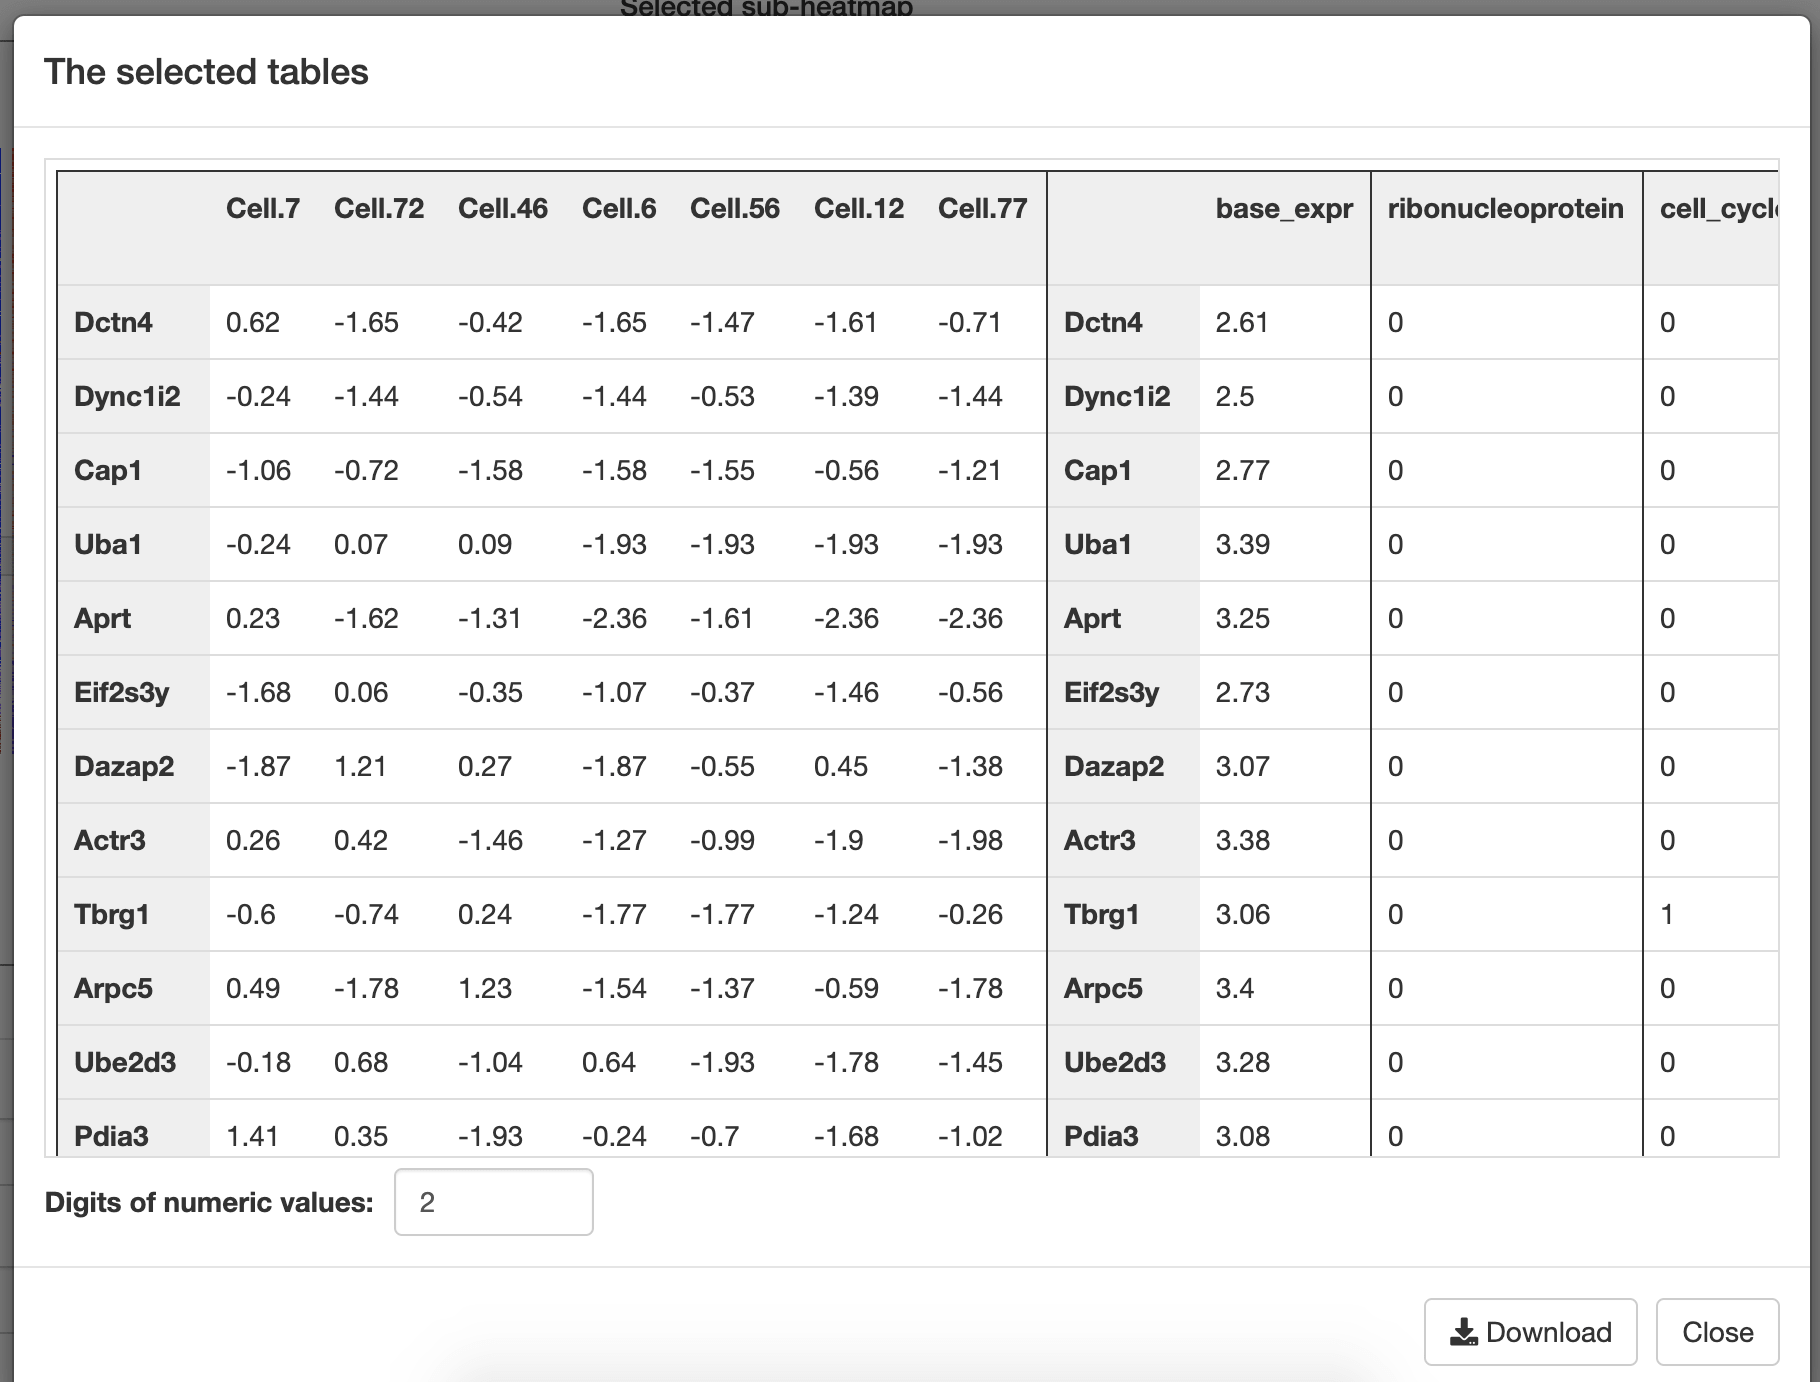 Selected sub-heatmap
The selected tables
Cell.7 Cell.72 Cell.46 Cell.6 Cell.56 Cell.12 Cell.77 base_expr ribonucleoprotein cell_cycl
Dctn4 0.62 -1.65 -0.42 -1.65 -1.47 -1.61 -0.71 Dctn4 2.61 0 0
Dync1i2 -0.24 -1.44 -0.54 -1.44 -0.53 -1.39 -1.44 Dync1i2 2.5 0 0
Cap1 -1.06 -0.72 -1.58 -1.58 -1.55 -0.56 -1.21 Cap1 2.77 0 0
Uba1 -0.24 0.07 0.09 -1.93 -1.93 -1.93 -1.93 Uba1 3.39 0 0
Aprt 0.23 -1.62 -1.31 -2.36 -1.61 -2.36 -2.36 Aprt 3.25 0 0
Eif2s3y -1.68 0.06 -0.35 -1.07 -0.37 -1.46 -0.56 Eif2s3y 2.73 0 0
Dazap2 -1.87 1.21 0.27 -1.87 -0.55 0.45 -1.38 Dazap2 3.07 0 0
Actr3 0.26 0.42 -1.46 -1.27 -0.99 -1.9 -1.98 Actr3 3.38 0 0
Tbrg1 -0.6 -0.74 0.24 -1.77 -1.77 -1.24 -0.26 Tbrg1 3.06 0 1
Arpc5 0.49 -1.78 1.23 -1.54 -1.37 -0.59 -1.78 Arpc5 3.4 0 0
Ube2d3 -0.18 0.68 -1.04 0.64 -1.93 -1.78 -1.45 Ube2d3 3.28 0 0
Pdia3 1.41 0.35 -1.93 -0.24 -0.7 -1.68 -1.02 Pdia3 3.08 0 0
Digits of numeric values: 2
Download Close